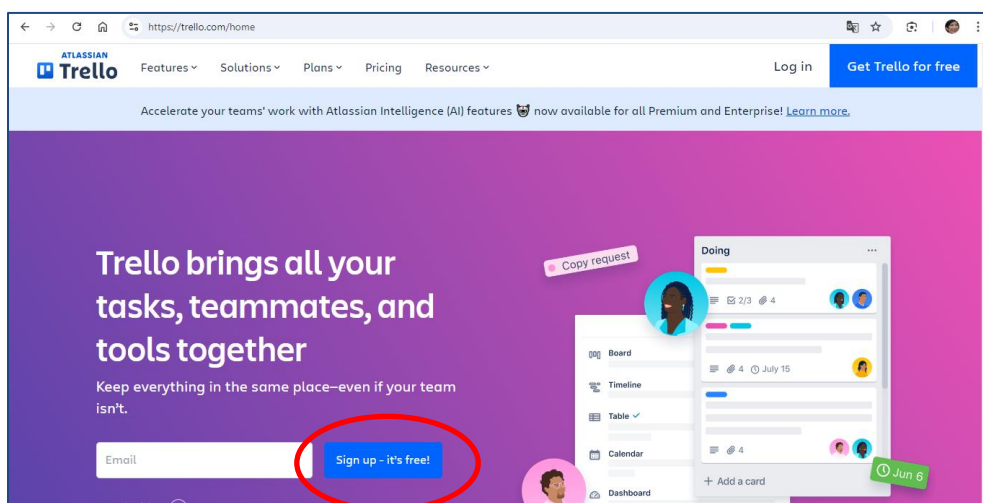 https://trello.com/home
ATLASSIAN
Trello
Features
Solutions
Plans
Pricing
Resources
Log in
Get Trello for free
Accelerate your teams' work with Atlassian Intelligence (AI) features now available for all Premium and Enterprise! Learn more.
Trello brings all your
tasks, teammates, and
tools together
Keep everything in the same place—even if your team
isn't.
Email
Sign up - it's free!
Copy request
Board
Timeline
Table
Calendar
Dashboard
Doing
2/3 4
4 July 15
4
+ Add a card
Jun 6